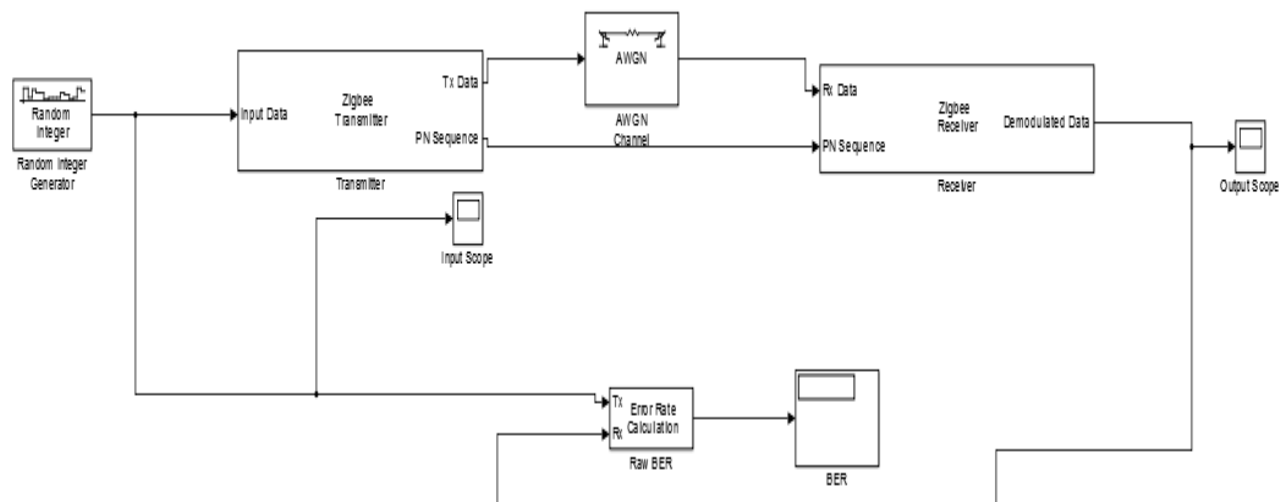 Random
Integer
Random Integer
Generator
Input Data
Zigbee
Transmitter
Tx Data
PN Sequence
Transmitter
AWGN
AWGN
Channel
Rx Data
PN Sequence
Zigbee
Receiver
Demodulated Data
Receiver
Output Scope
Input Scope
Tx
Rx
Error Rate
Calculation
Raw BER
BER